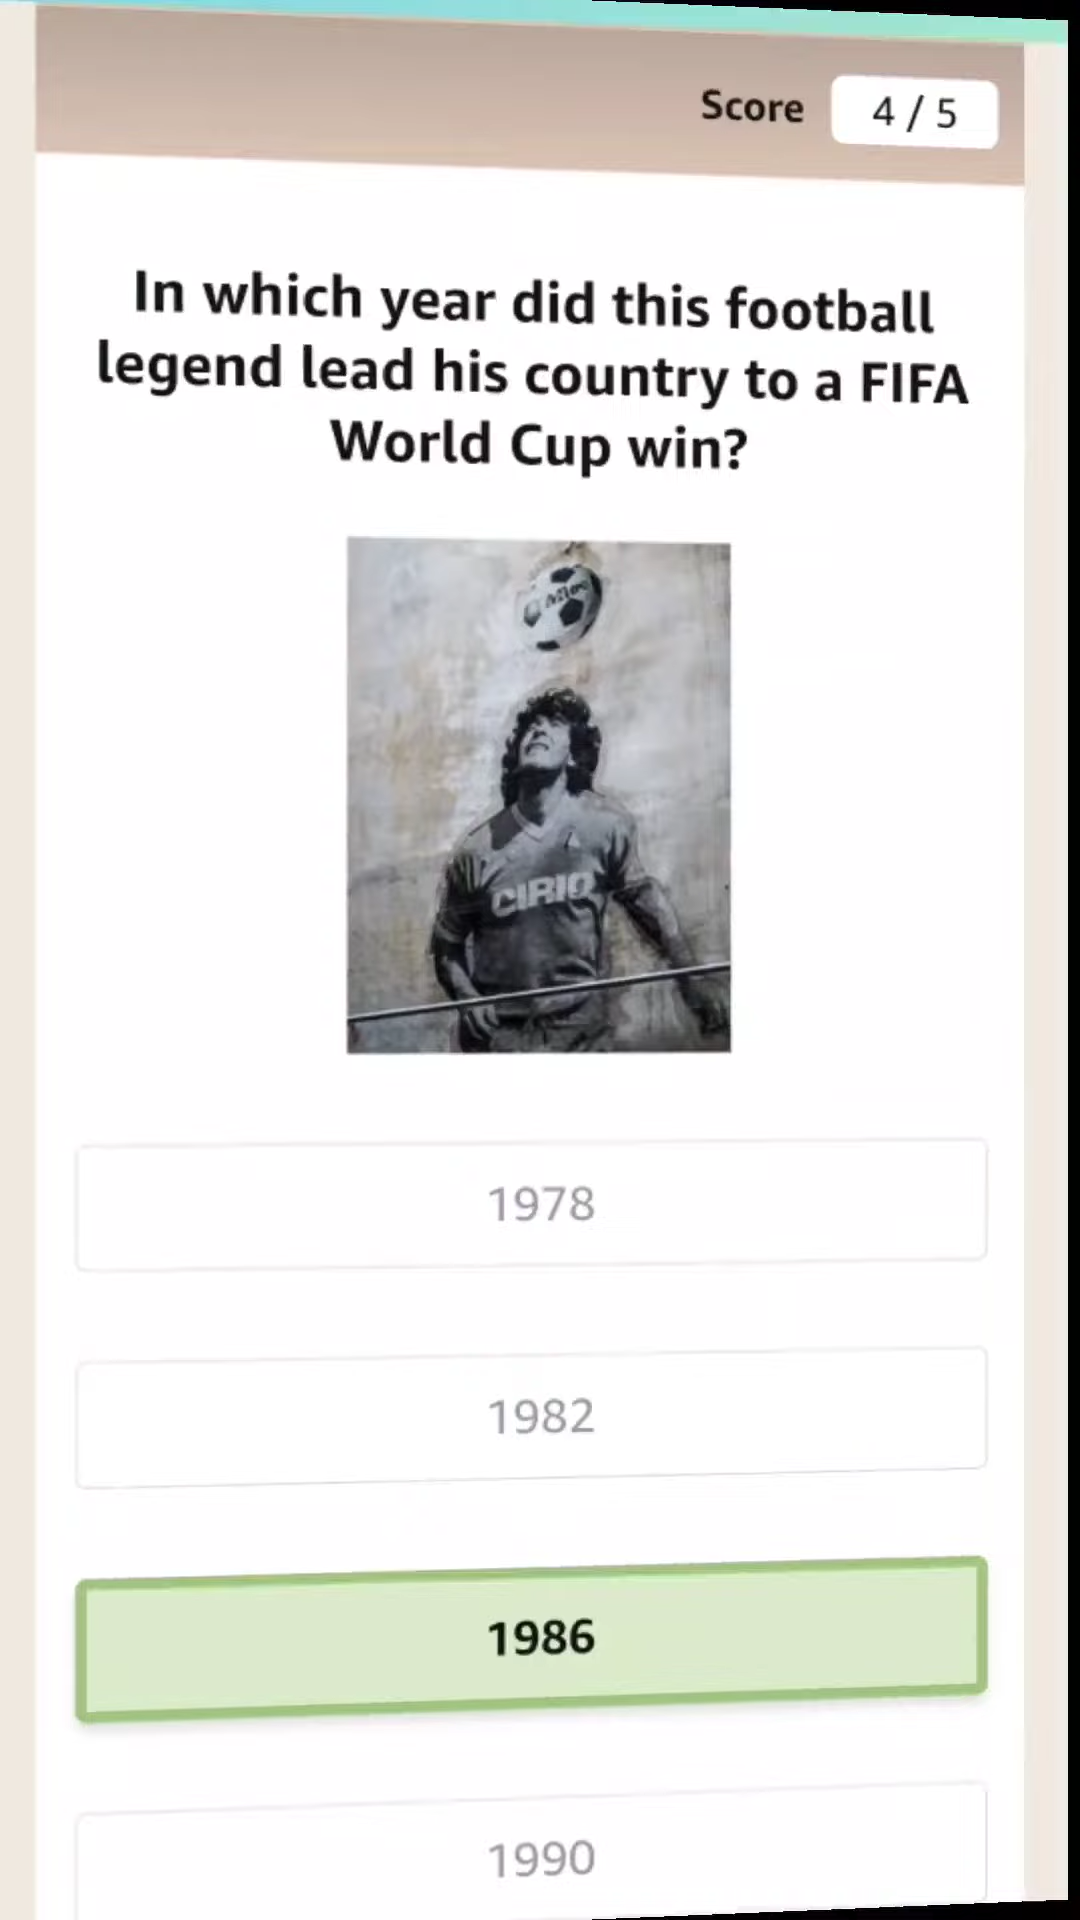 Score 4 / 5
In which year did this football
legend lead his country to a FIFA
World Cup win?
CIRIO
1978
1982
1986
1990